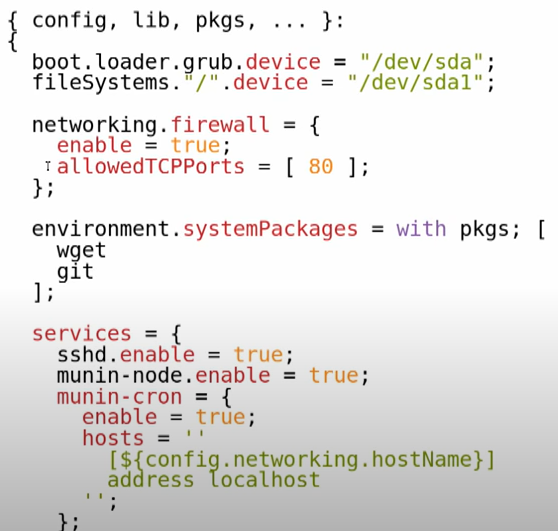 { config, lib, pkgs, ... }:
{
boot.loader.grub.device = "/dev/sda";
fileSystems."/".device = "/dev/sda1";
networking.firewall = {
enable = true;
allowedTCPPorts = [ 80 ];
};
environment.systemPackages = with pkgs; [
wget
git
];
services = {
sshd.enable = true;
munin-node.enable = true;
munin-cron = {
enable = true;
hosts = ''
[${config.networking.hostName}]
address localhost
'';
};